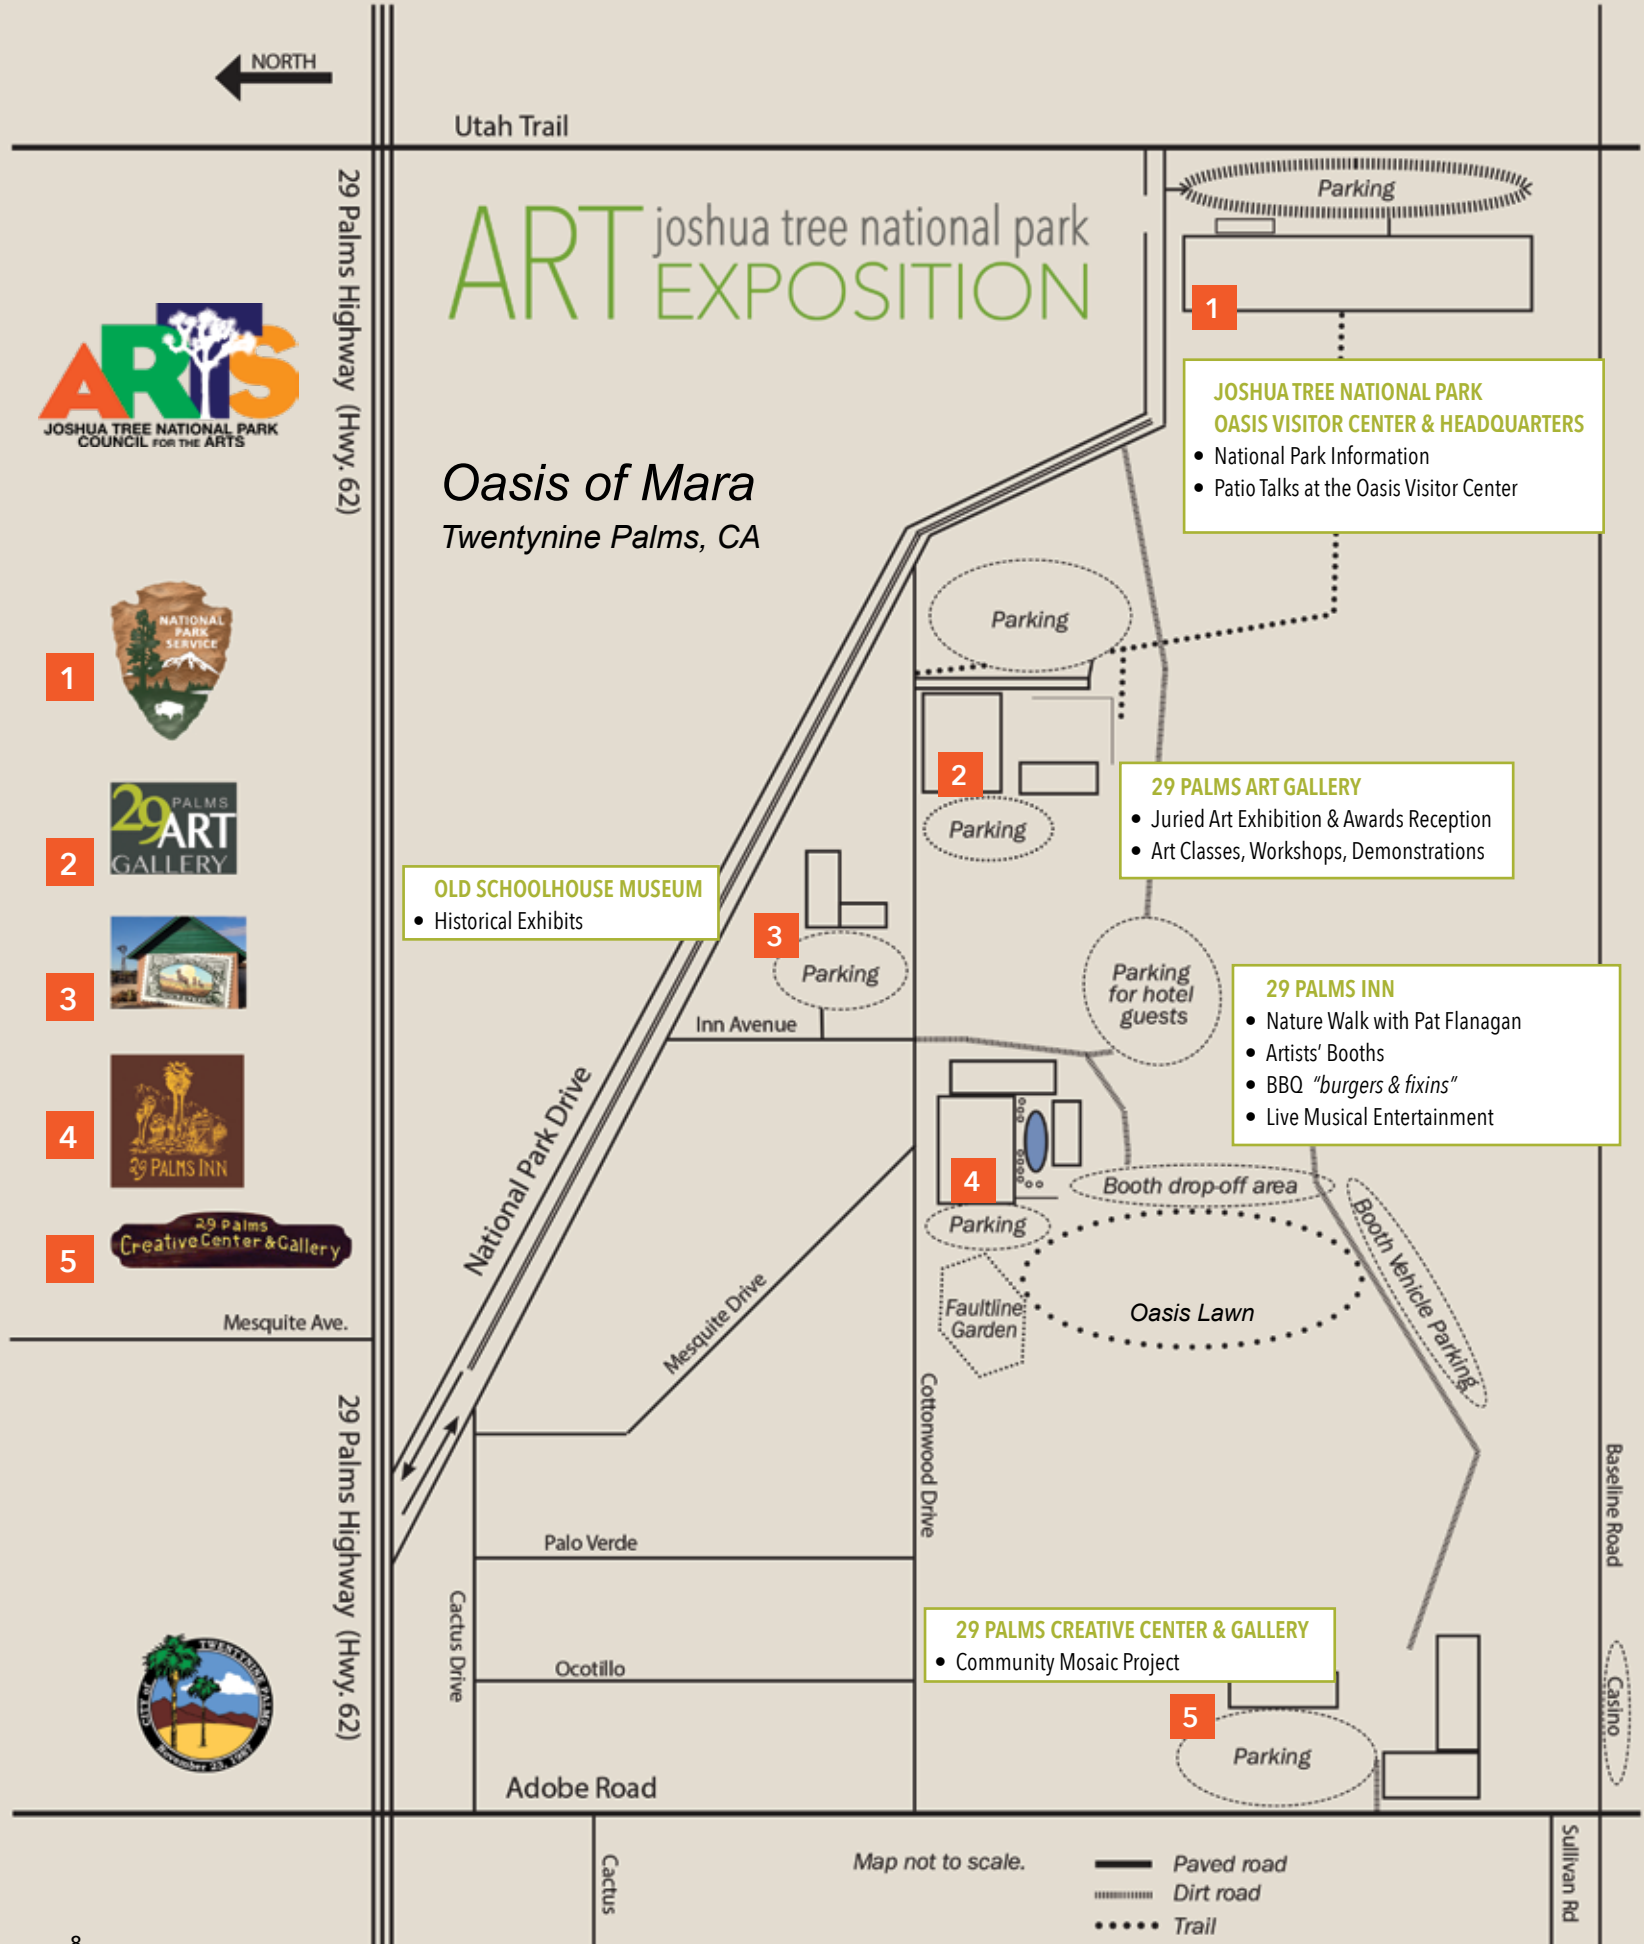 NORTH
Utah Trail
29 Palms Highway (Hwy. 62)
Parking
ART joshua tree national park
EXPOSITION
1
ARTS
JOSHUA TREE NATIONAL PARK
COUNCIL FOR THE ARTS
JOSHUA TREE NATIONAL PARK
OASIS VISITOR CENTER & HEADQUARTERS
• National Park Information
• Patio Talks at the Oasis Visitor Center
Oasis of Mara
Twentynine Palms, CA
NATIONAL
PARK
SERVICE
1
Parking
2
29 PALMS
ART
GALLERY
2
Parking
29 PALMS ART GALLERY
• Juried Art Exhibition & Awards Reception
• Art Classes, Workshops, Demonstrations
OLD SCHOOLHOUSE MUSEUM
• Historical Exhibits
3
Parking
3
Parking
for hotel
guests
Inn Avenue
29 PALMS INN
• Nature Walk with Pat Flanagan
• Artists' Booths
• BBQ “burgers & fixins”
• Live Musical Entertainment
National Park Drive
4
29 PALMS INN
4
Booth drop-off area
Parking
Booth Vehicle Parking
5
29 Palms
Creative Center & Gallery
Faultline
Garden
Oasis Lawn
Mesquite Drive
Mesquite Ave.
29 Palms Highway (Hwy. 62)
Cottonwood Drive
Baseline Road
Palo Verde
Cactus Drive
Ocotillo
29 PALMS CREATIVE CENTER & GALLERY
• Community Mosaic Project
5
Parking
Casino
CITY of TWENTYNINE PALMS
November 23, 1987
Adobe Road
Cactus
Sullivan Rd
Map not to scale.
Paved road
Dirt road
Trail
8